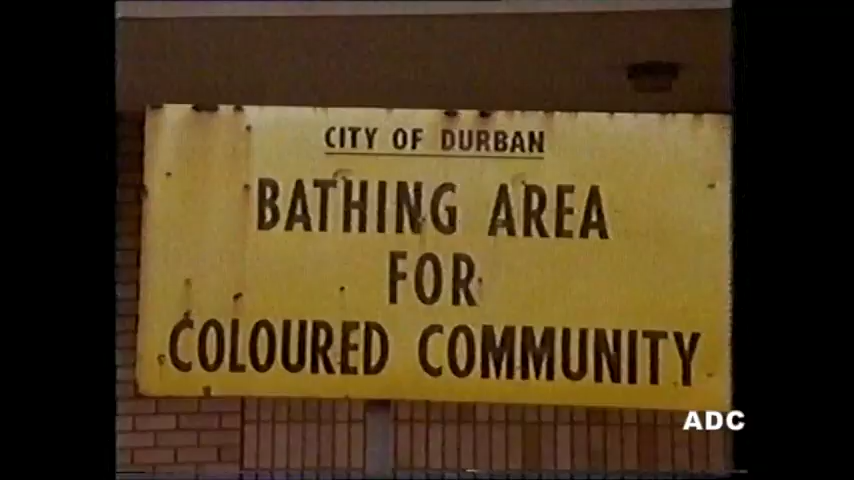 CITY OF DURBAN
BATHING AREA
FOR
COLOURED COMMUNITY
ADC